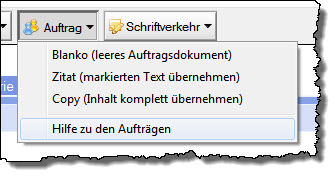 Auftrag Schriftverkehr
Blanko (leeres Auftragsdokument)
Zitat (markierten Text übernehmen)
Copy (Inhalt komplett übernehmen)
Hilfe zu den Aufträgen